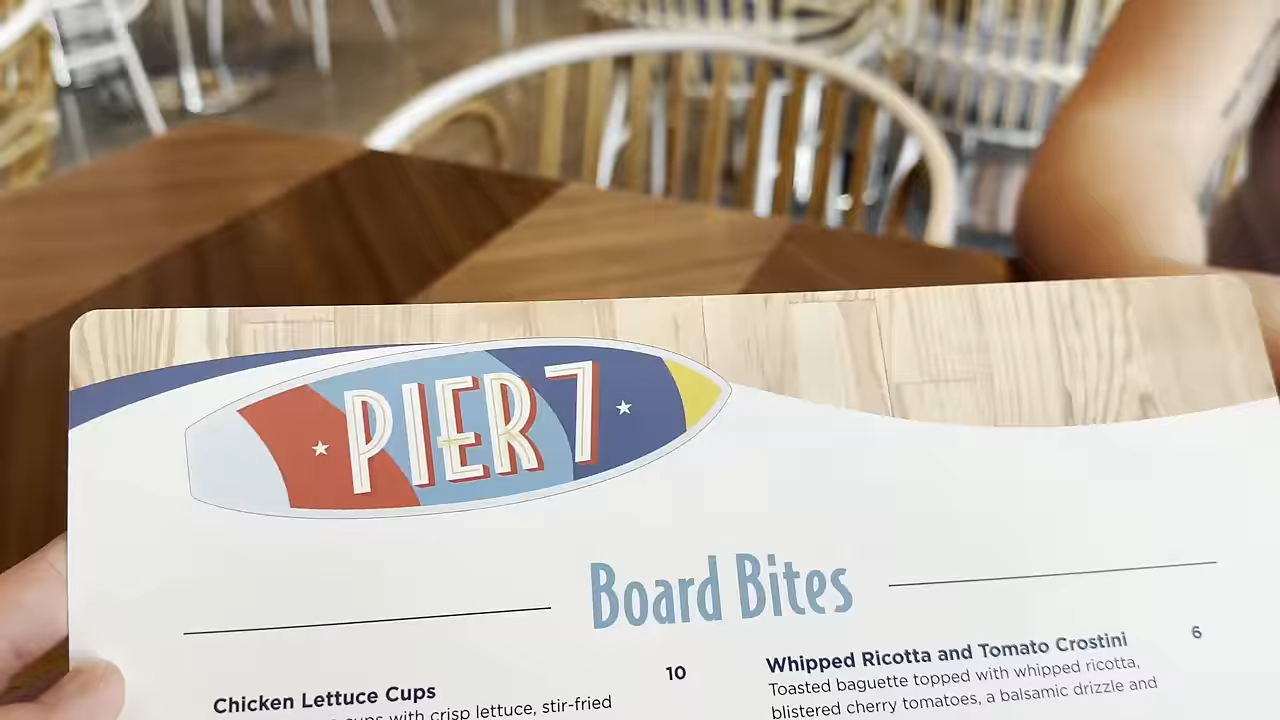 PIER 7
Board Bites
Chicken Lettuce Cups 10
cups with crisp lettuce, stir-fried
Whipped Ricotta and Tomato Crostini 6
Toasted baguette topped with whipped ricotta,
blistered cherry tomatoes, a balsamic drizzle and